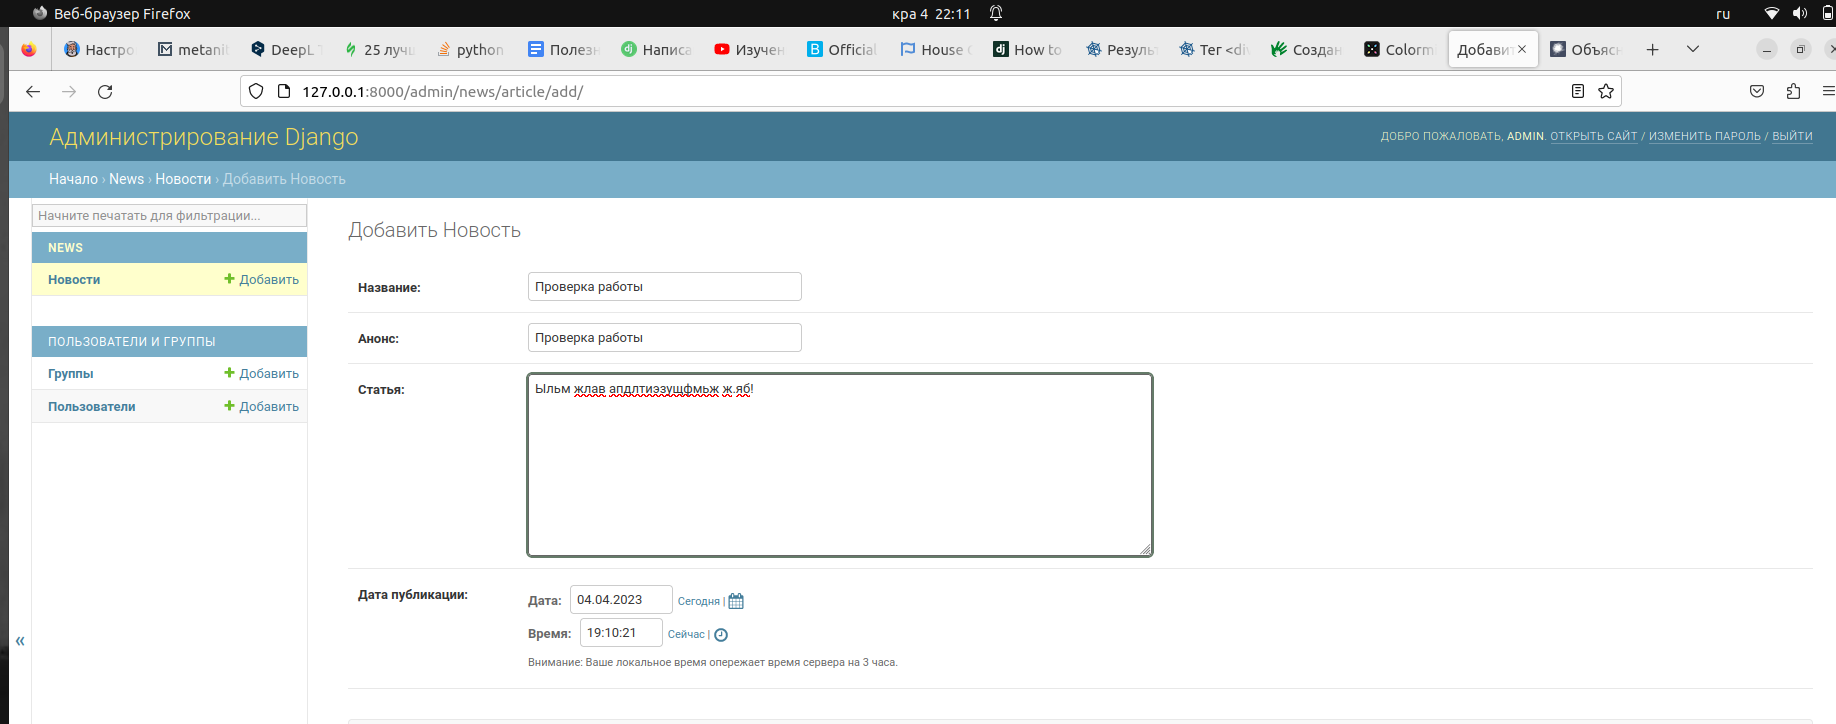 Веб-браузер Firefox
кра 4 22:11
ru
Настро
metanit
DeepL T
25 лучш
python
Полезн
Написа
Изучен
Official
House
How to
Резуль
Тег <div
Создан
Colorm
Добавит
Объясн
127.0.0.1:8000/admin/news/article/add/
Администрирование Django
ДОБРО ПОЖАЛОВАТЬ, ADMIN. ОТКРЫТЬ САЙТ / ИЗМЕНИТЬ ПАРОЛЬ / ВЫЙТИ
Начало › News › Новости › Добавить Новость
Начните печатать для фильтрации...
NEWS
Новости
Добавить
ПОЛЬЗОВАТЕЛИ И ГРУППЫ
Группы
Добавить
Пользователи
Добавить
«
Добавить Новость
Название:
Проверка работы
Анонс:
Проверка работы
Статья:
Ыльм жлав апдлтиэзущфмьж ж.яб!
Дата публикации:
Дата: 04.04.2023 Сегодня |
Время: 19:10:21 Сейчас |
Внимание: Ваше локальное время опережает время сервера на 3 часа.